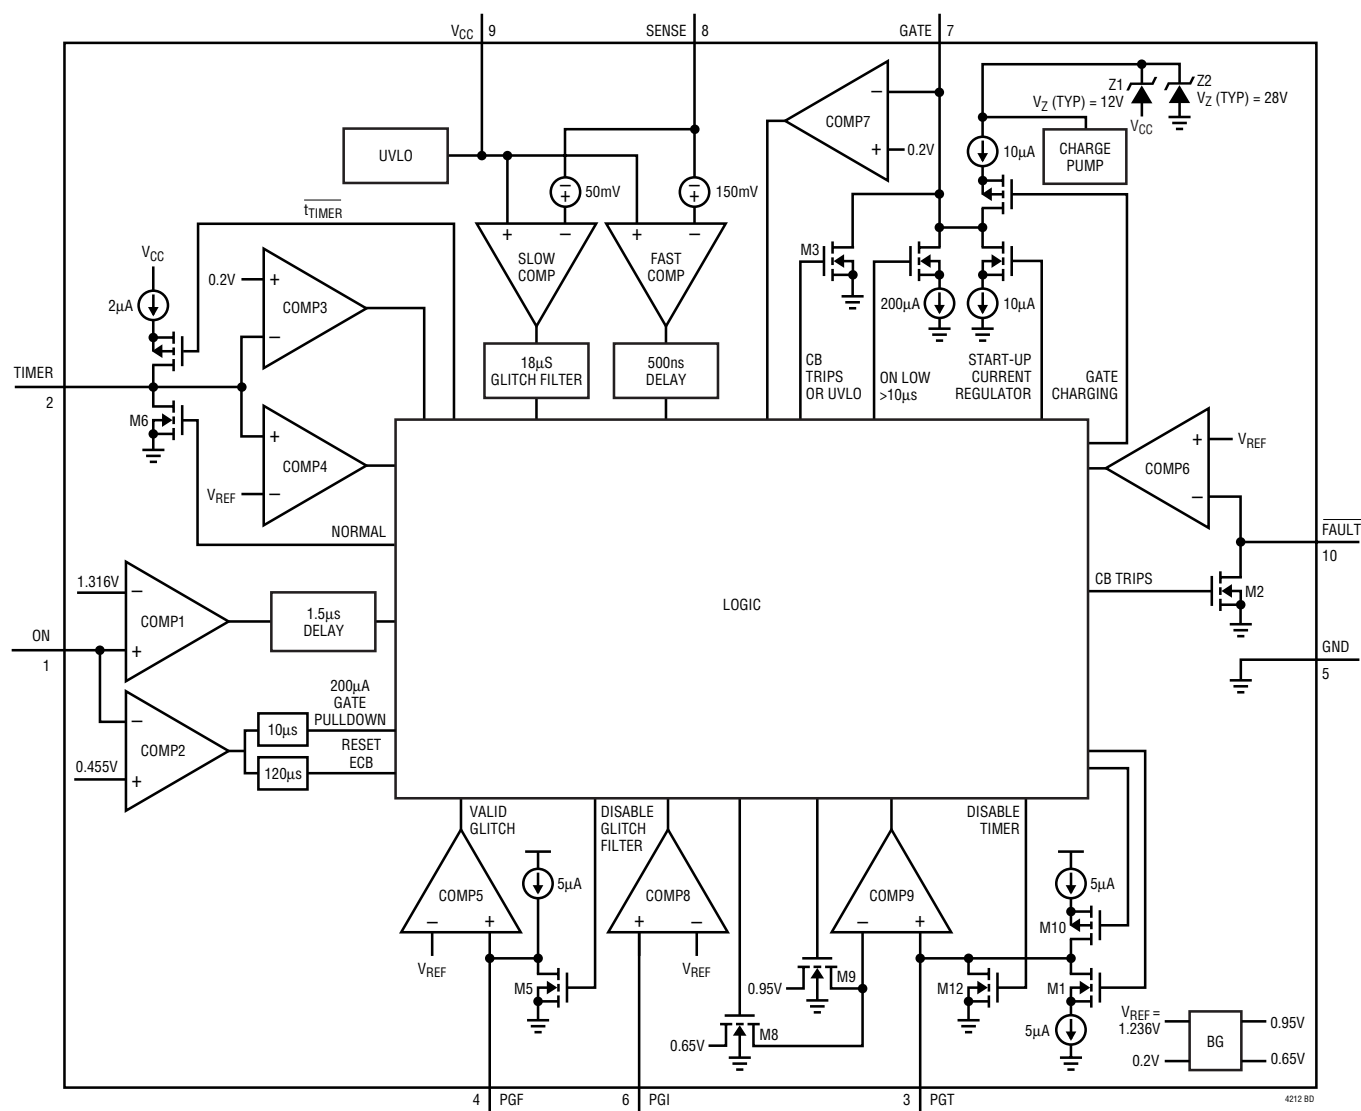 VCC 9
SENSE 8
GATE 7
Z1
VZ (TYP) = 12V
VCC
Z2
VZ (TYP) = 28V
UVLO
50mV
150mV
COMP7
–
+
0.2V
10µA
CHARGE
PUMP
tTIMER
+ –
SLOW
COMP
+ –
FAST
COMP
M3
200µA
10µA
VCC
2µA
0.2V
+
COMP3
–
18µS
GLITCH FILTER
500ns
DELAY
CB
TRIPS
OR UVLO
ON LOW
>10µs
START-UP
CURRENT
REGULATOR
GATE
CHARGING
TIMER
2
M6
+
COMP4
VREF
–
NORMAL
+
VREF
COMP6
–
FAULT
10
CB TRIPS
M2
LOGIC
1.316V
–
COMP1
+
1.5µs
DELAY
ON
1
GND
5
–
COMP2
0.455V
+
10µs
120µs
200µA
GATE
PULLDOWN
RESET
ECB
VALID
GLITCH
DISABLE
GLITCH
FILTER
DISABLE
TIMER
COMP5
– +
VREF
5µA
M5
COMP8
+ –
VREF
COMP9
– +
0.95V
M9
0.65V
M8
M12
5µA
M10
M1
5µA
VREF =
1.236V
0.2V
BG
0.95V
0.65V
4 PGF
6 PGI
3 PGT
4212 BD